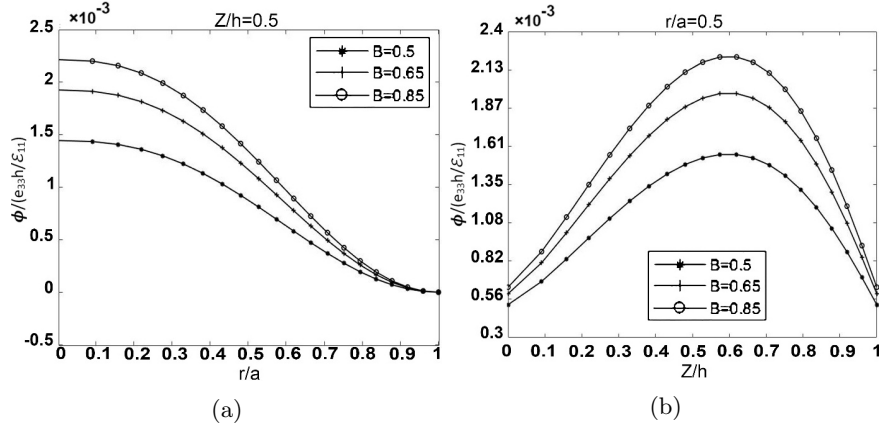 ×10⁻³
Z/h=0.5
2.5
2
1.5
1
0.5
0
-0.5
ϕ/(e₃₃h/ε₁₁)
B=0.5
B=0.65
B=0.85
0 0.1 0.2 0.3 0.4 0.5 0.6 0.7 0.8 0.9 1
r/a
(a)
×10⁻³
r/a=0.5
2.4
2.13
1.87
1.61
1.35
1.08
0.82
0.56
0.3
ϕ/(e₃₃h/ε₁₁)
B=0.5
B=0.65
B=0.85
0 0.1 0.2 0.3 0.4 0.5 0.6 0.7 0.8 0.9 1
Z/h
(b)